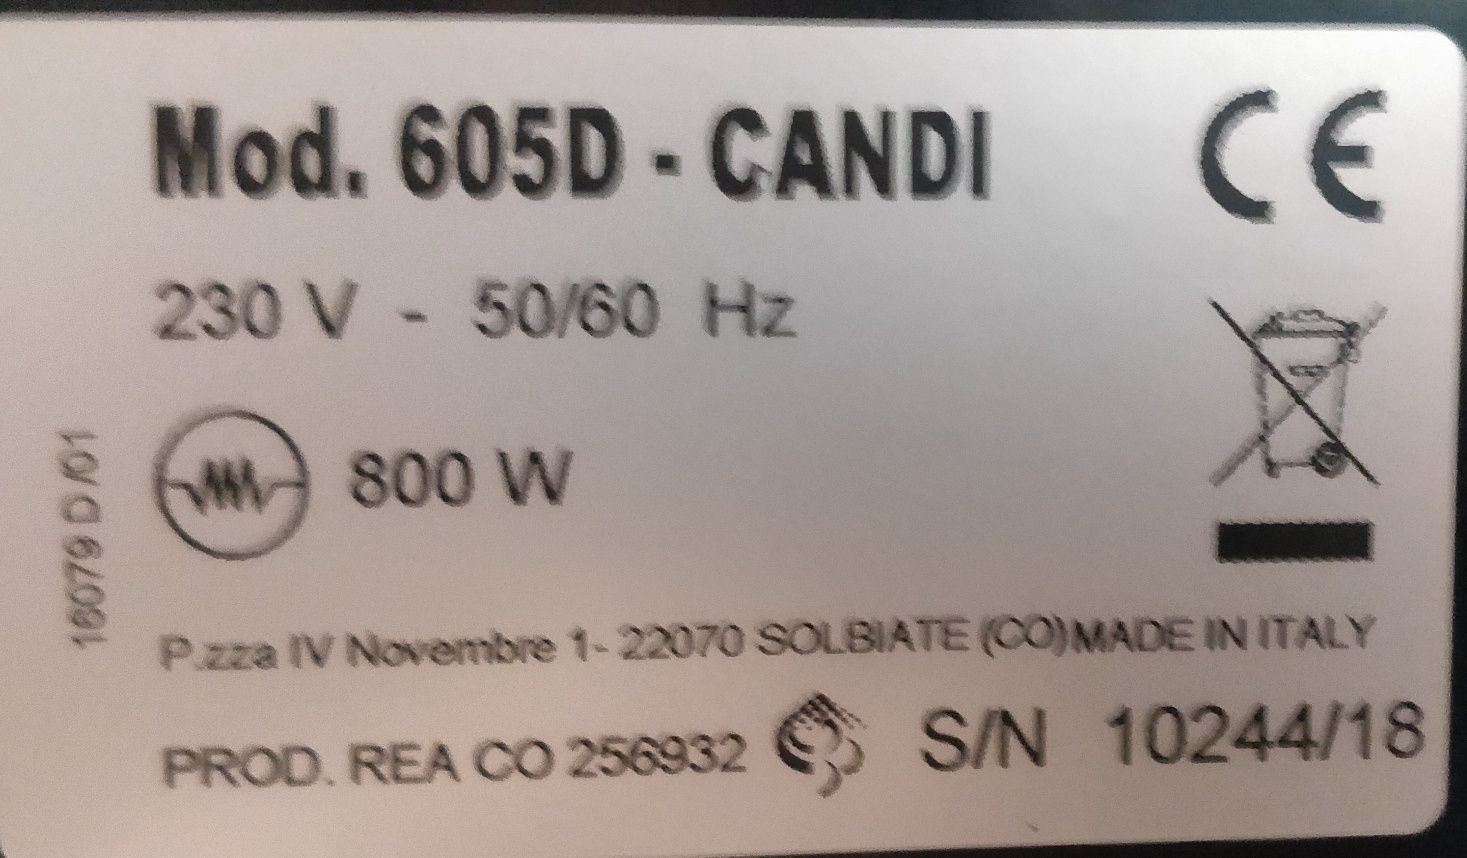 Mod. 605D - CANDI
CE
230 V - 50/60 Hz
800 W
16079 D /01
P.zza IV Novembre 1- 22070 SOLBIATE (CO) MADE IN ITALY
PROD. REA CO 256932 S/N 10244/18